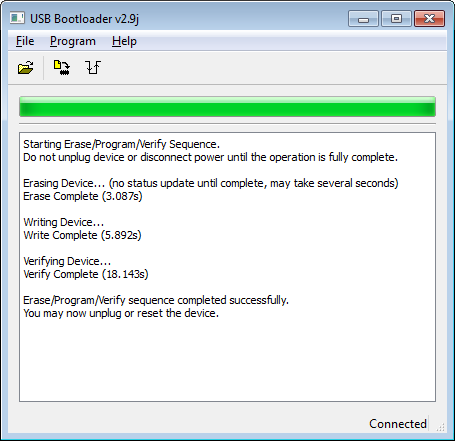 USB Bootloader v2.9j
File Program Help
Starting Erase/Program/Verify Sequence.
Do not unplug device or disconnect power until the operation is fully complete.
Erasing Device... (no status update until complete, may take several seconds)
Erase Complete (3.087s)
Writing Device...
Write Complete (5.892s)
Verifying Device...
Verify Complete (18.143s)
Erase/Program/Verify sequence completed successfully.
You may now unplug or reset the device.
Connected